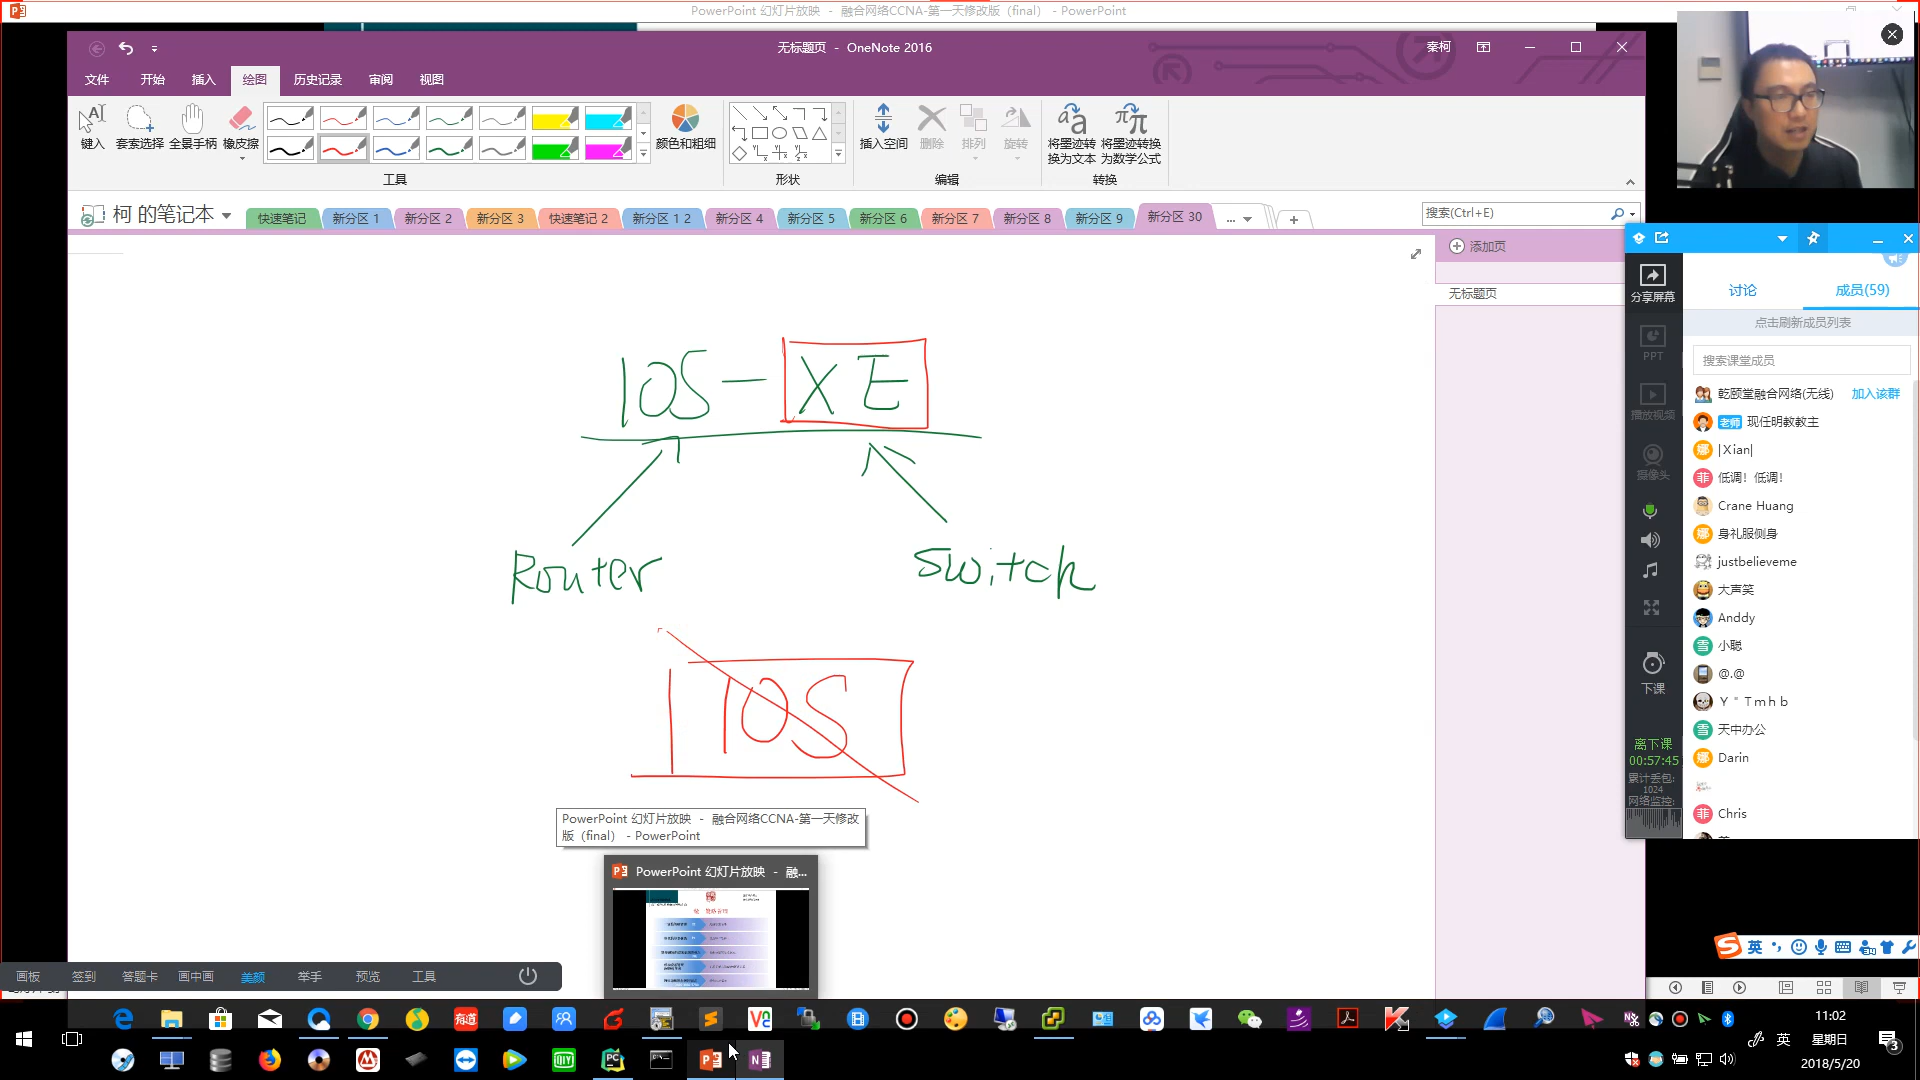 PowerPoint 幻灯片放映 - 融合网络CCNA-第一天修改版（final） - PowerPoint
无标题页 - OneNote 2016
秦柯
文件 开始 插入 绘图 历史记录 审阅 视图
键入 套索选择 全景手柄 橡皮擦
颜色和粗细
插入空间 删除 排列 旋转
将墨迹转换为文本
将墨迹转换为数学公式
工具 形状 编辑 转换
柯 的笔记本
快速笔记 新分区 1 新分区 2 新分区 3 快速笔记 2 新分区 1 2 新分区 4 新分区 5 新分区 6 新分区 7 新分区 8 新分区 9 新分区 30 ...
搜索(Ctrl+E)
添加页
无标题页
IOS-XE
Router
Switch
IOS
PowerPoint 幻灯片放映 - 融合网络CCNA-第一天修改
版（final） - PowerPoint
PowerPoint 幻灯片放映 - 融...
分享屏幕
PPT
播放视频
摄像头
下课
离下课
00:57:45
累计丢包:
1024
网络监控:
讨论 成员(59)
点击刷新成员列表
搜索课堂成员
乾颐堂融合网络(无线) 加入该群
老师 现任明教教主
|Xian|
低调！低调！
Crane Huang
身礼服侧身
justbelieveme
大声笑
Anddy
小聪
@.@
Y " T m h b
天中办公
Darin
Chris
画板 签到 答题卡 画中画 美颜 举手 预览 工具
英
11:02
英 星期日
2018/5/20
3